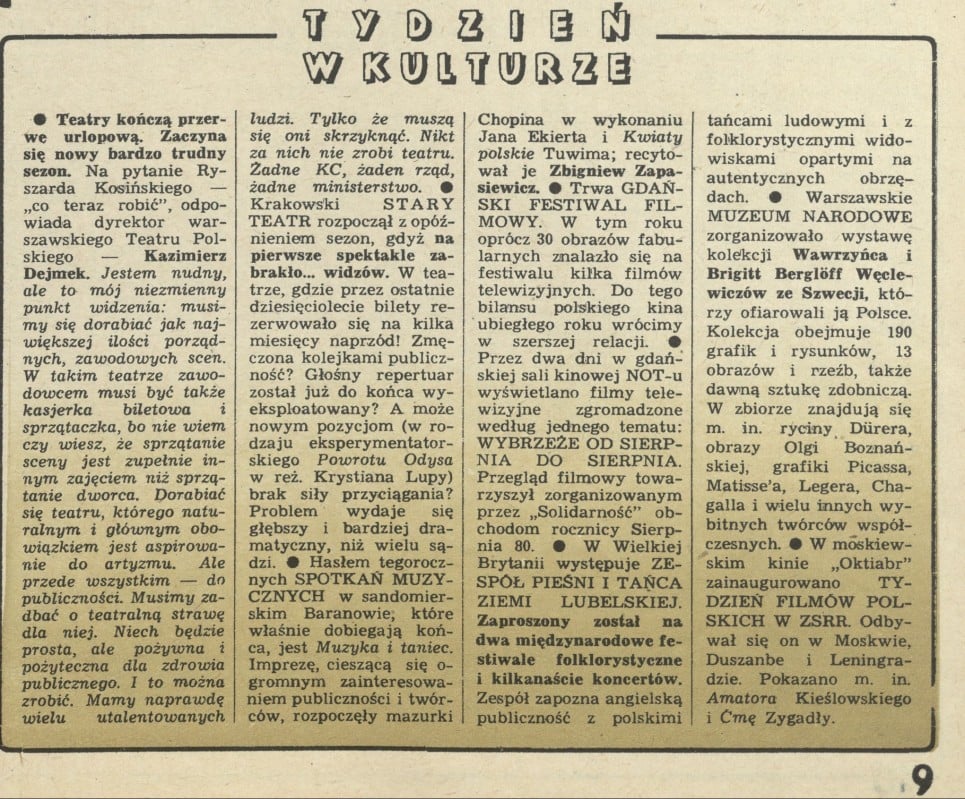 TYDZIEŃ
W KULTURZE
● Teatry kończą przer-
we urlopową. Zaczyna
się nowy bardzo trudny
sezon. Na pytanie Ry-
szarda Kosińskiego —
„co teraz robić”, odpo-
wiada dyrektor war-
szawskiego Teatru Pol-
skiego — Kazimierz
Dejmek. Jestem nudny,
ale to mój niezmienny
punkt widzenia: musi-
my się dorabiać jak naj-
większej ilości porząd-
nych, zawodowych scen.
W takim teatrze zawo-
dowcem musi być także
kasjerka biletowa i
sprzątaczka, bo nie wiem
czy wiesz, że sprzątanie
sceny jest zupełnie in-
nym zajęciem niż sprzą-
tanie dworca. Dorabiać
się teatru, którego natu-
ralnym i głównym obo-
wiązkiem jest aspirowa-
nie do artyzmu. Ale
przede wszystkim — do
publiczności. Musimy za-
dbać o teatralną strawę
dla niej. Niech będzie
prosta, ale pożywna i
pożyteczna dla zdrowia
publicznego. I to można
zrobić. Mamy naprawdę
wielu utalentowanych
ludzi. Tylko że muszą
się oni skrzyknąć. Nikt
za nich nie zrobi teatru.
Żadne KC, żaden rząd,
żadne ministerstwo. ●
Krakowski STARY
TEATR rozpoczął z opóź-
nieniem sezon, gdyż na
pierwsze spektakle za-
brakło... widzów. W tea-
trze, gdzie przez ostatnie
dziesięciolecie bilety re-
zerwowało się na kilka
miesięcy naprzód! Zmę-
czona kolejkami publicz-
ność? Głośny repertuar
został już do końca wy-
eksploatowany? A może
nowym pozycjom (w ro-
dzaju eksperymentator-
skiego Powrotu Odysa
w reż. Krystiana Lupy)
brak siły przyciągania?
Problem wydaje się
głębszy i bardziej dra-
matyczny, niż wielu są-
dzi. ● Hasłem tegorocz-
nych SPOTKAŃ MUZY-
CZNYCH w sandomier-
skim Baranowie, które
właśnie dobiegają koń-
ca, jest Muzyka i taniec.
Imprezę, cieszącą się o-
gromnym zainteresowa-
niem publiczności i twór-
ców, rozpoczęły mazurki
Chopina w wykonaniu
Jana Ekierta i Kwiaty
polskie Tuwima; recyto-
wał je Zbigniew Zapa-
siewicz. ● Trwa GDAŃ-
SKI FESTIWAL FIL-
MOWY. W tym roku
oprócz 30 obrazów fabu-
larnych znalazło się na
festiwalu kilka filmów
telewizyjnych. Do tego
bilansu polskiego kina
ubiegłego roku wrócimy
w szerszej relacji. ●
Przez dwa dni w gdań-
skiej sali kinowej NOT-u
wyświetlano filmy tele-
wizyjne zgromadzone
według jednego tematu:
WYBRZEŻE OD SIERP-
NIA DO SIERPNIA.
Przegląd filmowy towa-
rzyszył zorganizowanym
przez „Solidarność” ob-
chodom rocznicy Sierp-
nia 80. ● W Wielkiej
Brytanii występuje ZE-
SPÓŁ PIEŚNI I TAŃCA
ZIEMI LUBELSKIEJ.
Zaproszony został na
dwa międzynarodowe fe-
stiwale folklorystyczne
i kilkanaście koncertów.
Zespół zapozna angielską
publiczność z polskimi
tańcami ludowymi i z
folklorystycznymi wido-
wiskami opartymi na
autentycznych obrzę-
dach. ● Warszawskie
MUZEUM NARODOWE
zorganizowało wystawę
kolekcji Wawrzyńca i
Brigitt Berglöff Węcle-
wiczów ze Szwecji, któ-
rzy ofiarowali ją Polsce.
Kolekcja obejmuje 190
grafik i rysunków, 13
obrazów i rzeźb, także
dawną sztukę zdobniczą.
W zbiorze znajdują się
m. in. ryciny Dürera,
obrazy Olgi Boznań-
skiej, grafiki Picassa,
Matisse’a, Legera, Cha-
galla i wielu innych wy-
bitnych twórców współ-
czesnych. ● W moskiew-
skim kinie „Oktiabr”
zainaugurowano TY-
DZIEŃ FILMÓW POL-
SKICH W ZSRR. Odby-
wał się on w Moskwie,
Duszanbe i Leningra-
dzie. Pokazano m. in.
Amatora Kieślowskiego
i Ćmę Zygadły.
9